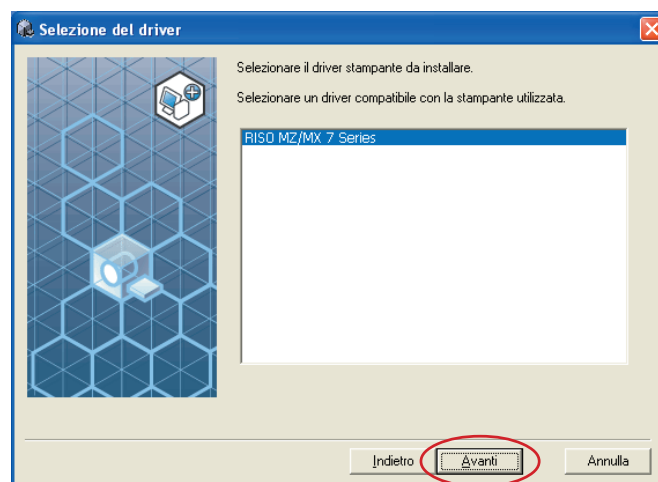 Selezione del driver
Selezionare il driver stampante da installare.
Selezionare un driver compatibile con la stampante utilizzata.
RISO MZ/MX 7 Series
Indietro
Avanti
Annulla